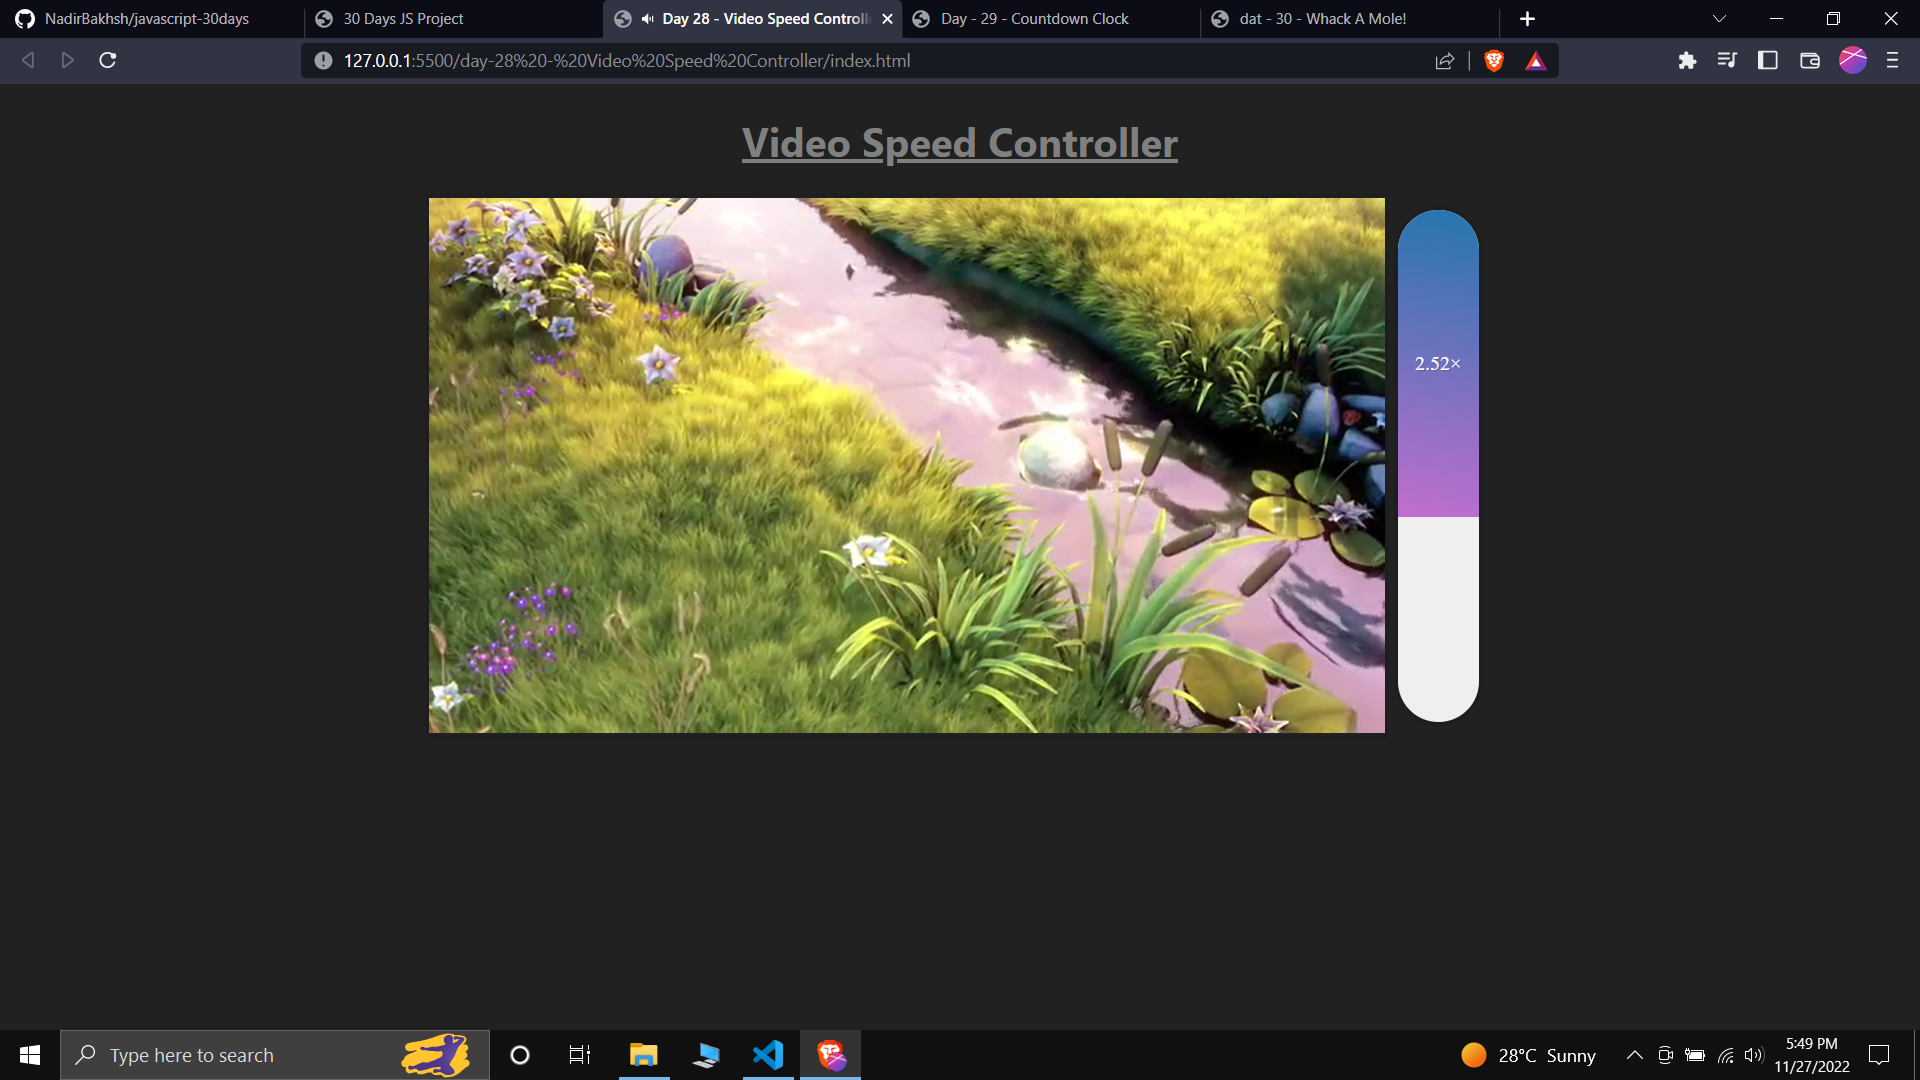 NadirBakhsh/javascript-30days
30 Days JS Project
Day 28 - Video Speed Controlle
Day - 29 - Countdown Clock
dat - 30 - Whack A Mole!
127.0.0.1:5500/day-28%20-%20Video%20Speed%20Controller/index.html
Video Speed Controller
2.52×
Type here to search
28°C Sunny
5:49 PM
11/27/2022